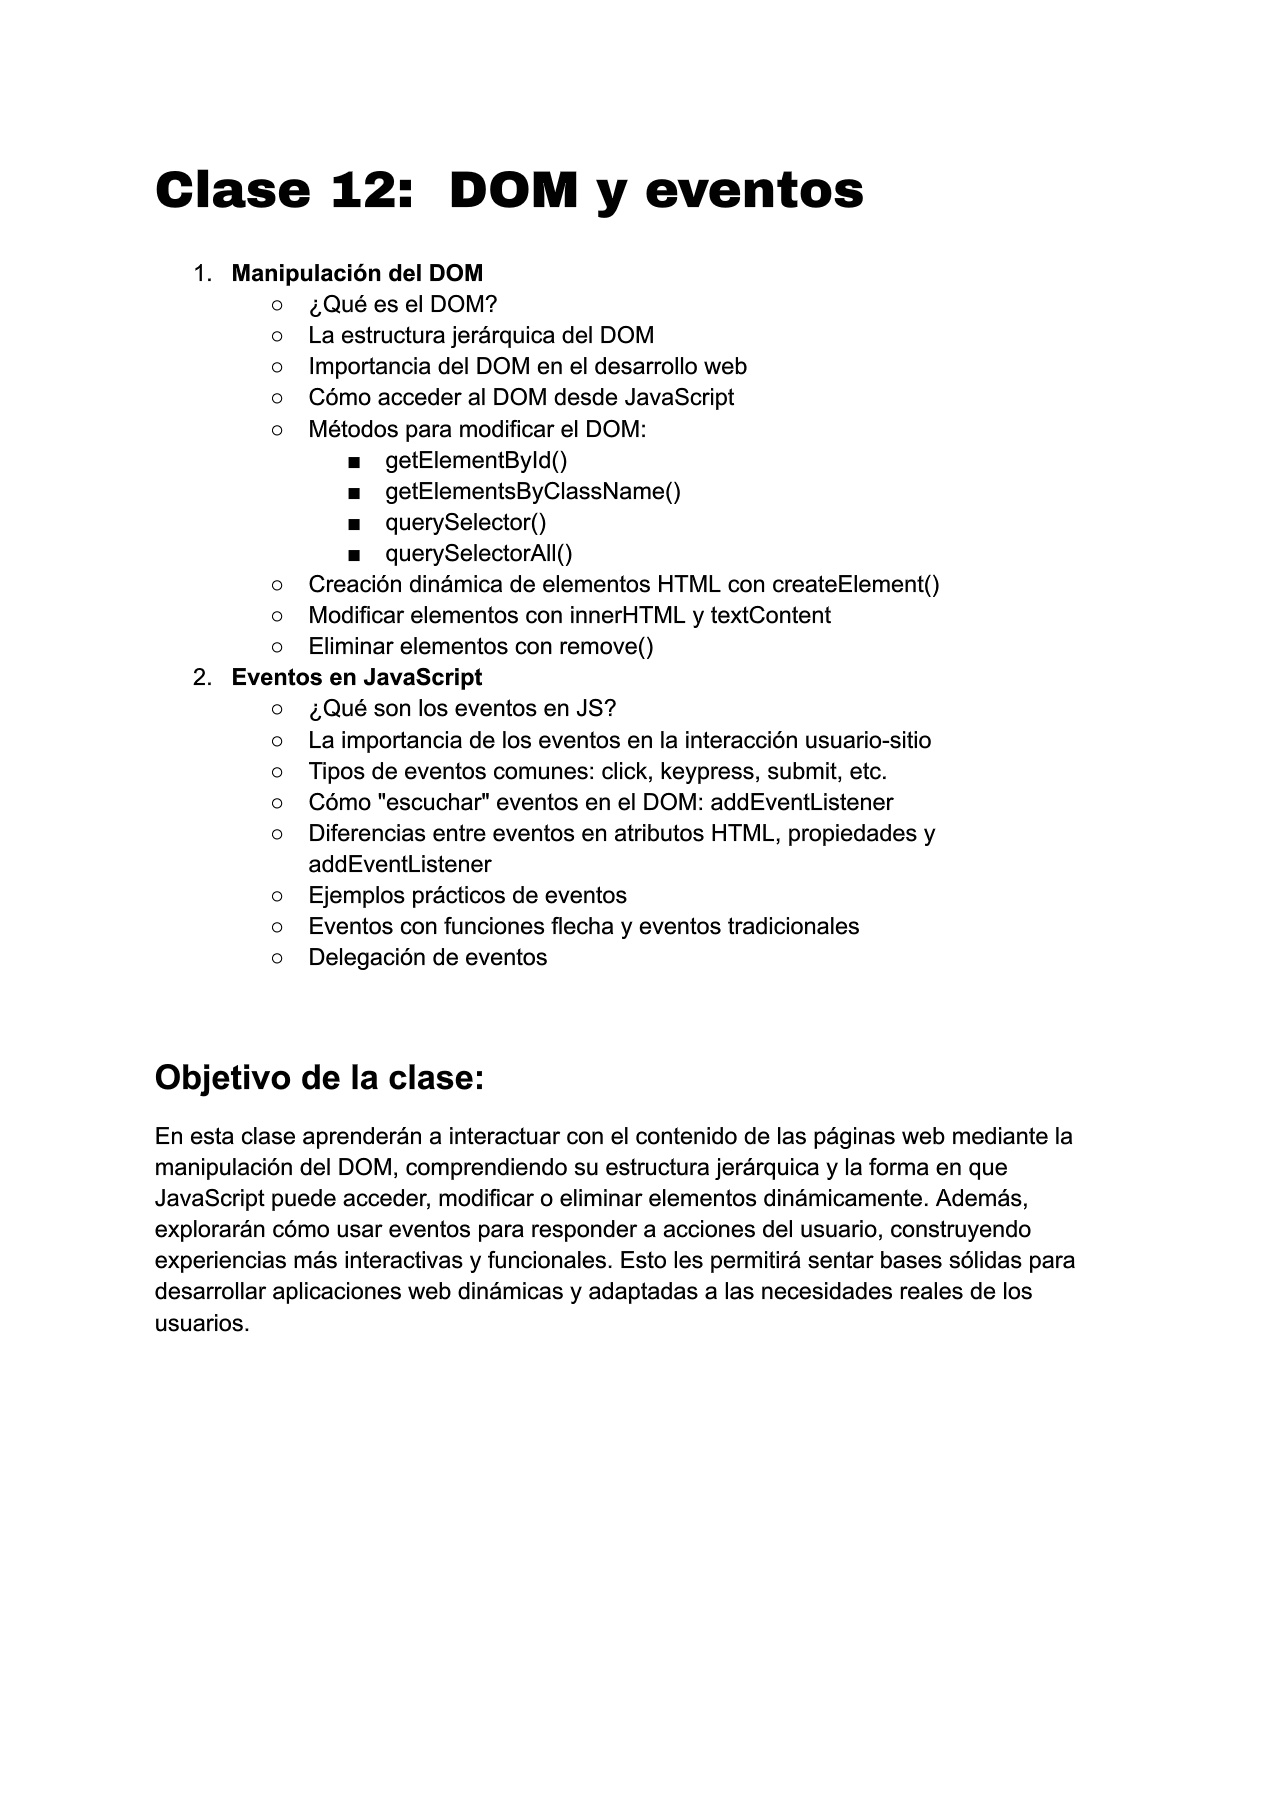 Clase 12:  DOM y eventos
1. Manipulación del DOM
○ ¿Qué es el DOM?
○ La estructura jerárquica del DOM
○ Importancia del DOM en el desarrollo web
○ Cómo acceder al DOM desde JavaScript
○ Métodos para modificar el DOM:
■ getElementById()
■ getElementsByClassName()
■ querySelector()
■ querySelectorAll()
○ Creación dinámica de elementos HTML con createElement()
○ Modificar elementos con innerHTML y textContent
○ Eliminar elementos con remove()
2. Eventos en JavaScript
○ ¿Qué son los eventos en JS?
○ La importancia de los eventos en la interacción usuario-sitio
○ Tipos de eventos comunes: click, keypress, submit, etc.
○ Cómo "escuchar" eventos en el DOM: addEventListener
○ Diferencias entre eventos en atributos HTML, propiedades y
addEventListener
○ Ejemplos prácticos de eventos
○ Eventos con funciones flecha y eventos tradicionales
○ Delegación de eventos
Objetivo de la clase:
En esta clase aprenderán a interactuar con el contenido de las páginas web mediante la
manipulación del DOM, comprendiendo su estructura jerárquica y la forma en que
JavaScript puede acceder, modificar o eliminar elementos dinámicamente. Además,
explorarán cómo usar eventos para responder a acciones del usuario, construyendo
experiencias más interactivas y funcionales. Esto les permitirá sentar bases sólidas para
desarrollar aplicaciones web dinámicas y adaptadas a las necesidades reales de los
usuarios.